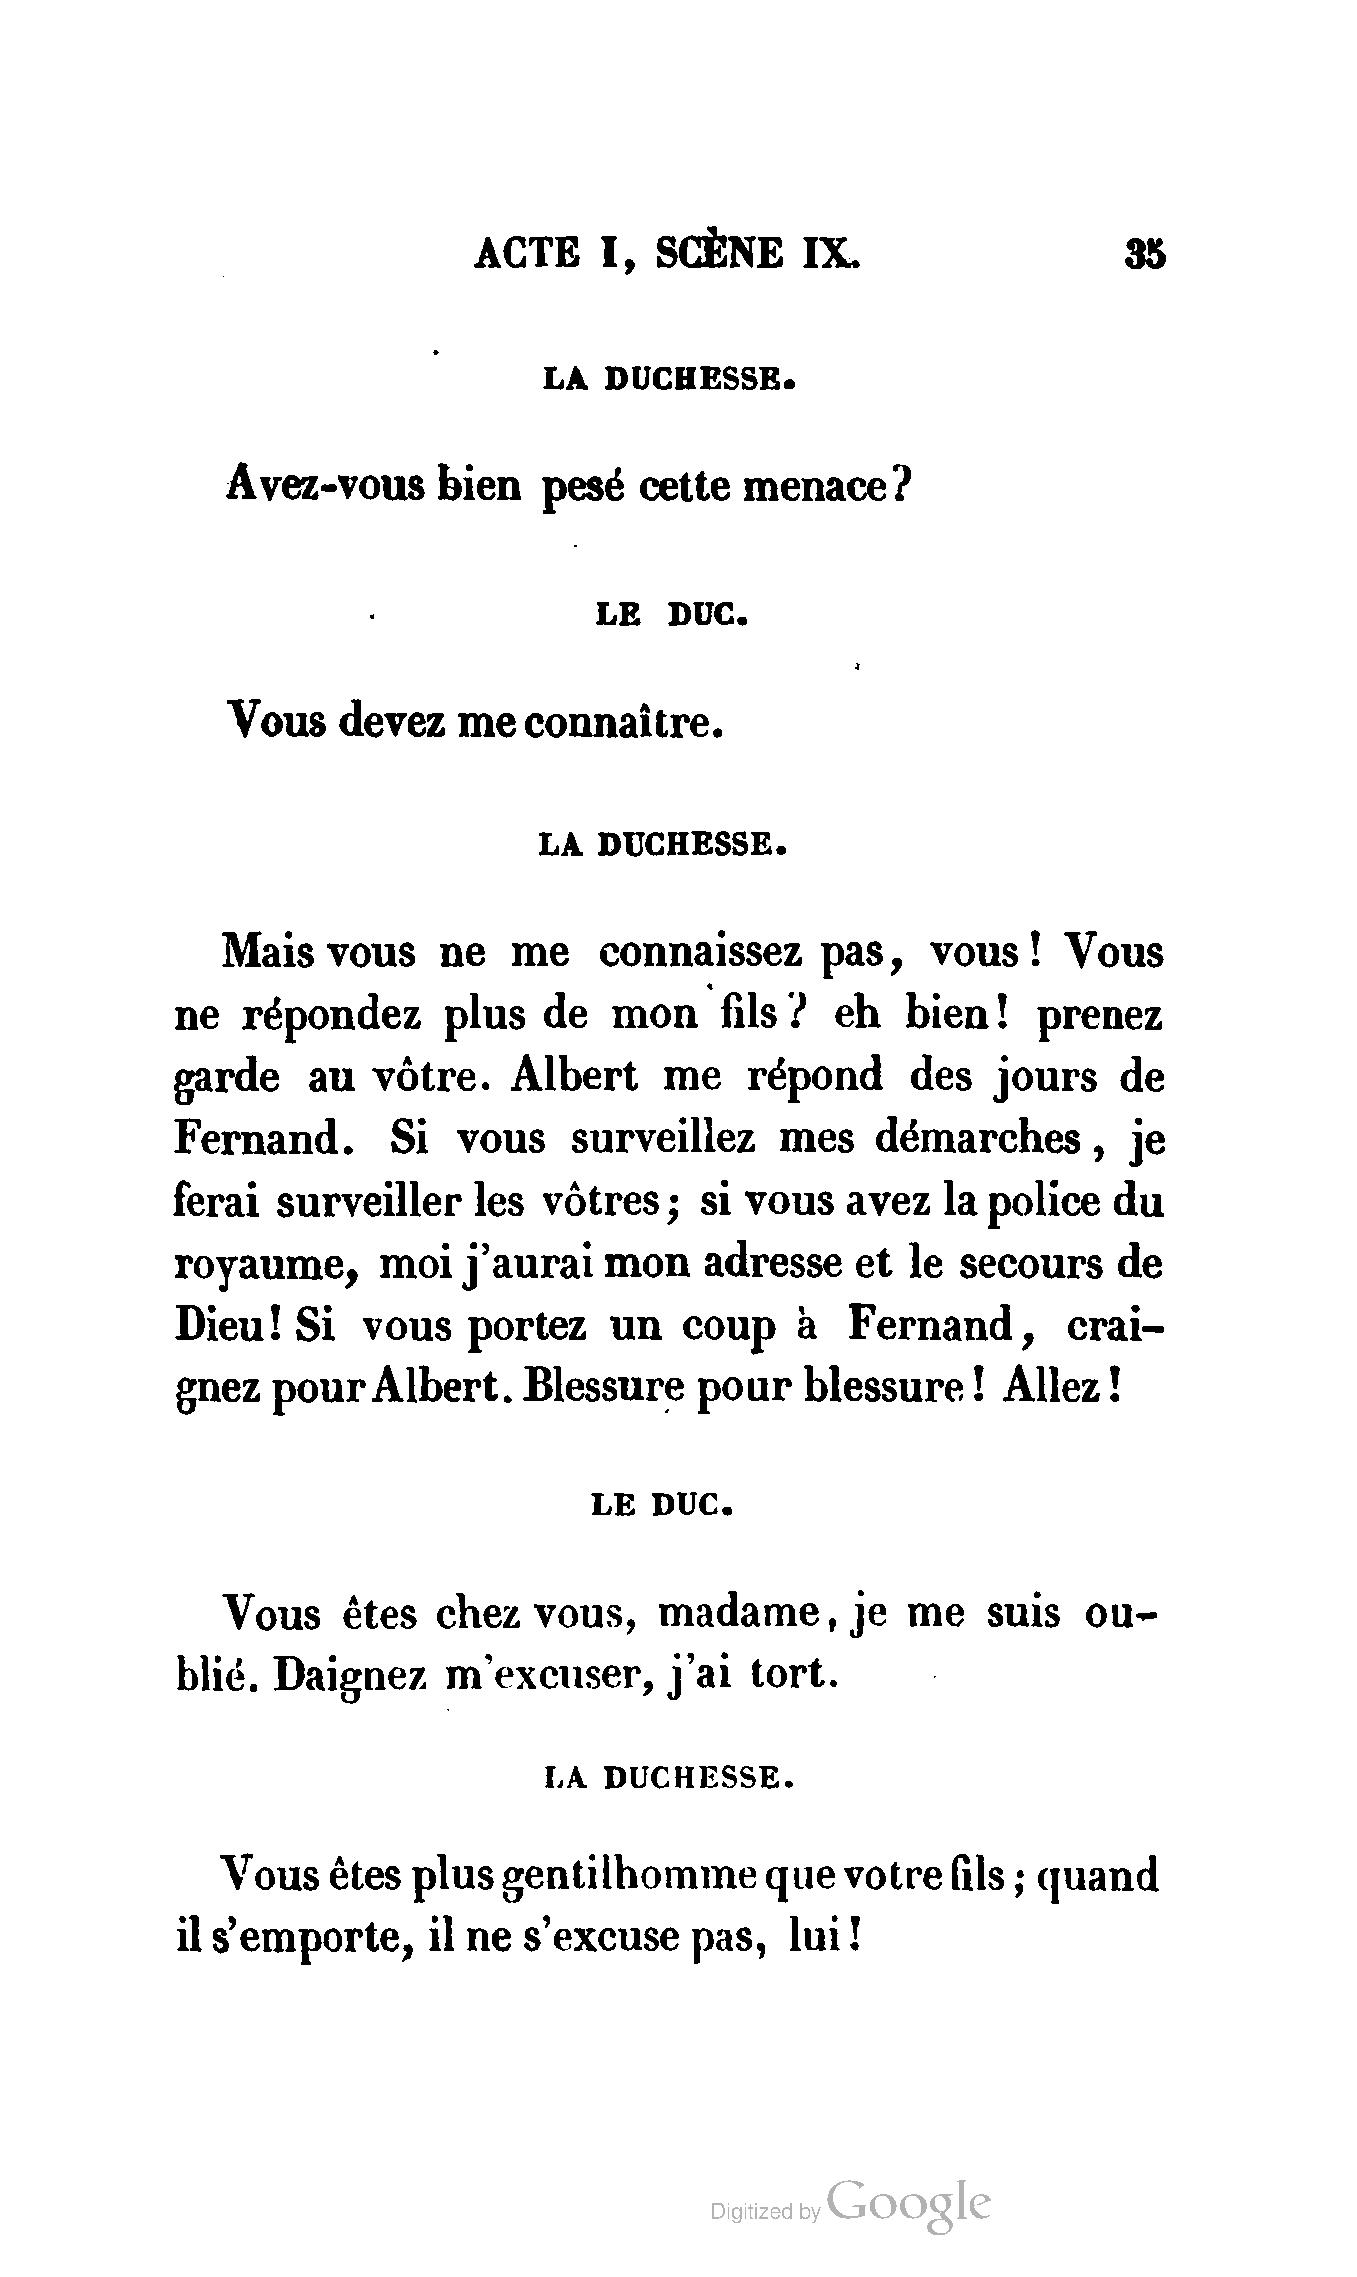 ACTE I, SCÈNE IX. 35
LA DUCHESSE.
Avez-vous bien pesé cette menace?
LE DUC.
Vous devez me connaître.
LA DUCHESSE.
Mais vous ne me connaissez pas, vous ! Vous
ne répondez plus de mon fils? eh bien! prenez
garde au vôtre. Albert me répond des jours de
Fernand. Si vous surveillez mes démarches, je
ferai surveiller les vôtres; si vous avez la police du
royaume, moi j'aurai mon adresse et le secours de
Dieu! Si vous portez un coup à Fernand, crai-
gnez pour Albert. Blessure pour blessure! Allez!
LE DUC.
Vous êtes chez vous, madame, je me suis ou-
blié. Daignez m'excuser, j'ai tort.
LA DUCHESSE.
Vous êtes plus gentilhomme que votre fils; quand
il s'emporte, il ne s'excuse pas, lui!
Digitized by Google